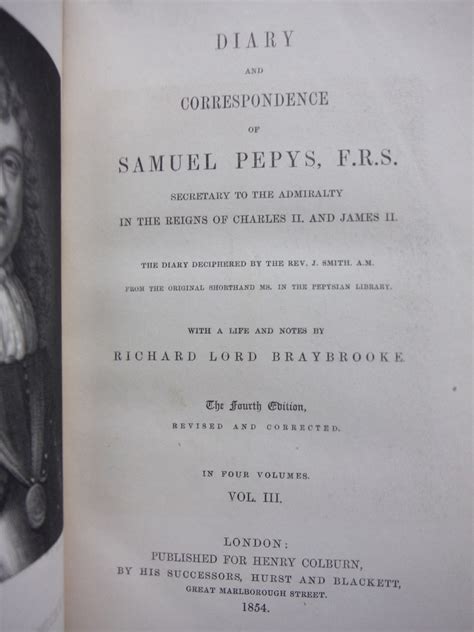 DIARY
AND
CORRESPONDENCE
OF
SAMUEL PEPYS, F.R.S.
SECRETARY TO THE ADMIRALTY
IN THE REIGNS OF CHARLES II. AND JAMES II.
THE DIARY DECIPHERED BY THE REV. J. SMITH. A.M.
FROM THE ORIGINAL SHORTHAND MS. IN THE PEPYSIAN LIBRARY.
WITH A LIFE AND NOTES BY
RICHARD LORD BRAYBROOKE.
The Fourth Edition,
REVISED AND CORRECTED.
IN FOUR VOLUMES.
VOL. III.
LONDON:
PUBLISHED FOR HENRY COLBURN,
BY HIS SUCCESSORS, HURST AND BLACKETT,
GREAT MARLBOROUGH STREET.
1854.